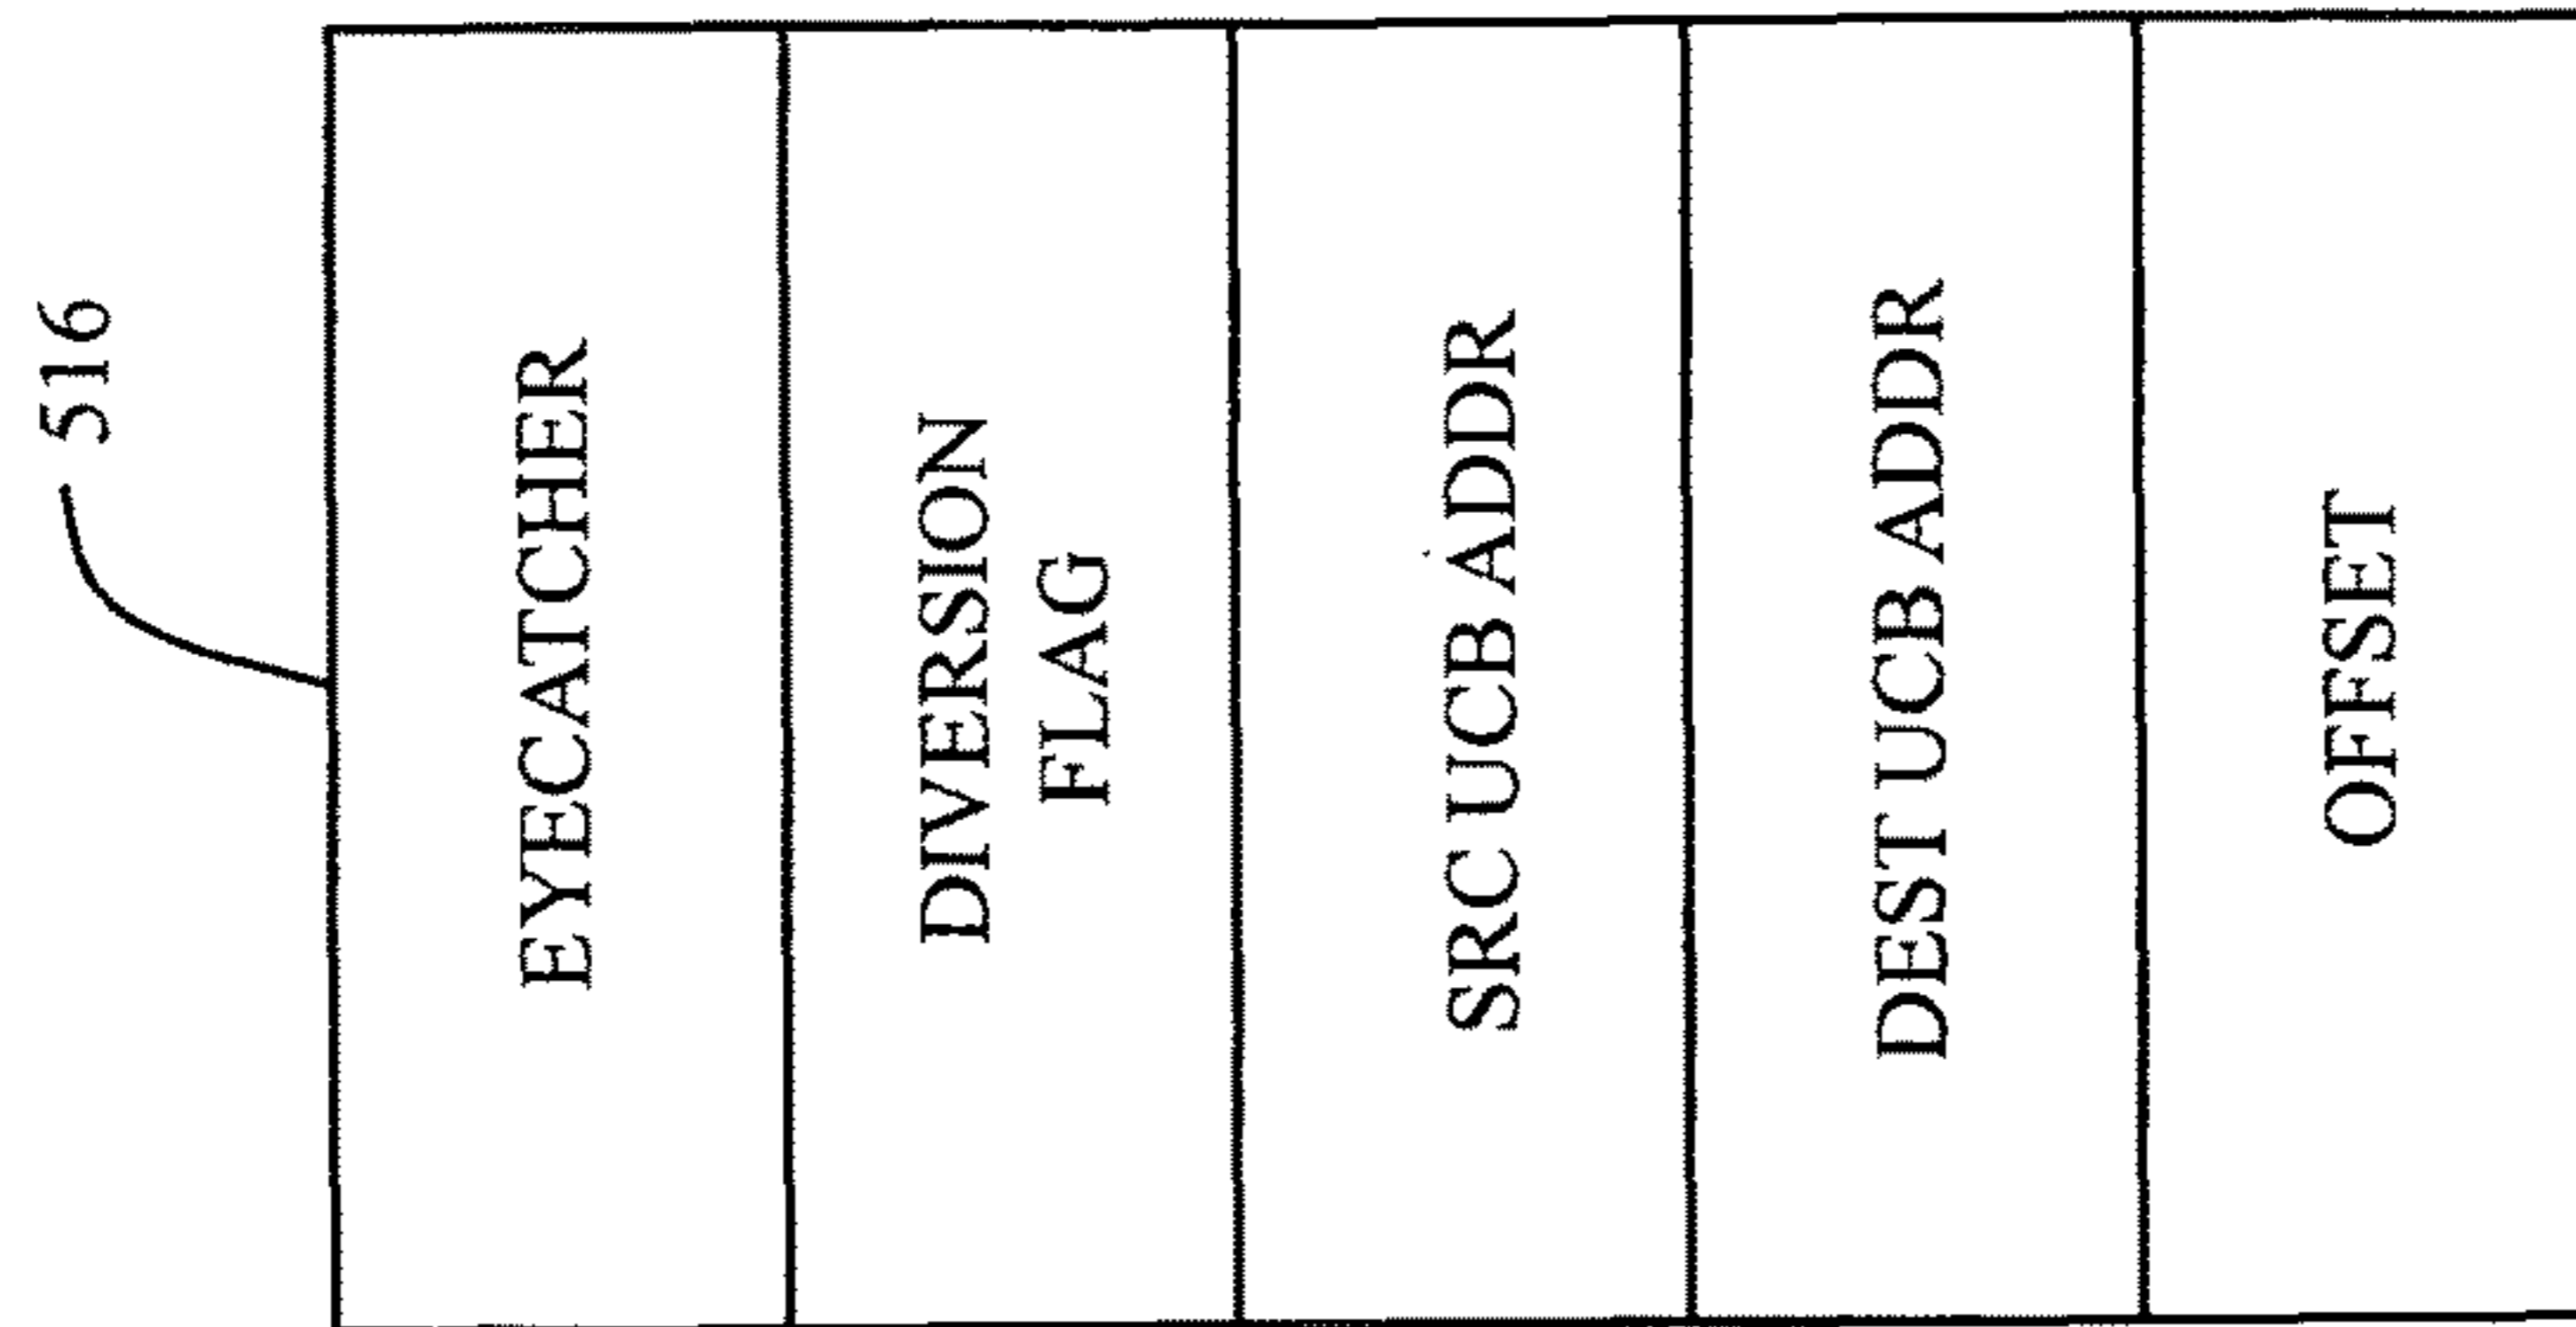 516
EYECATCHER
DIVERSION
FLAG
SRC UCB ADDR
DEST UCB ADDR
OFFSET